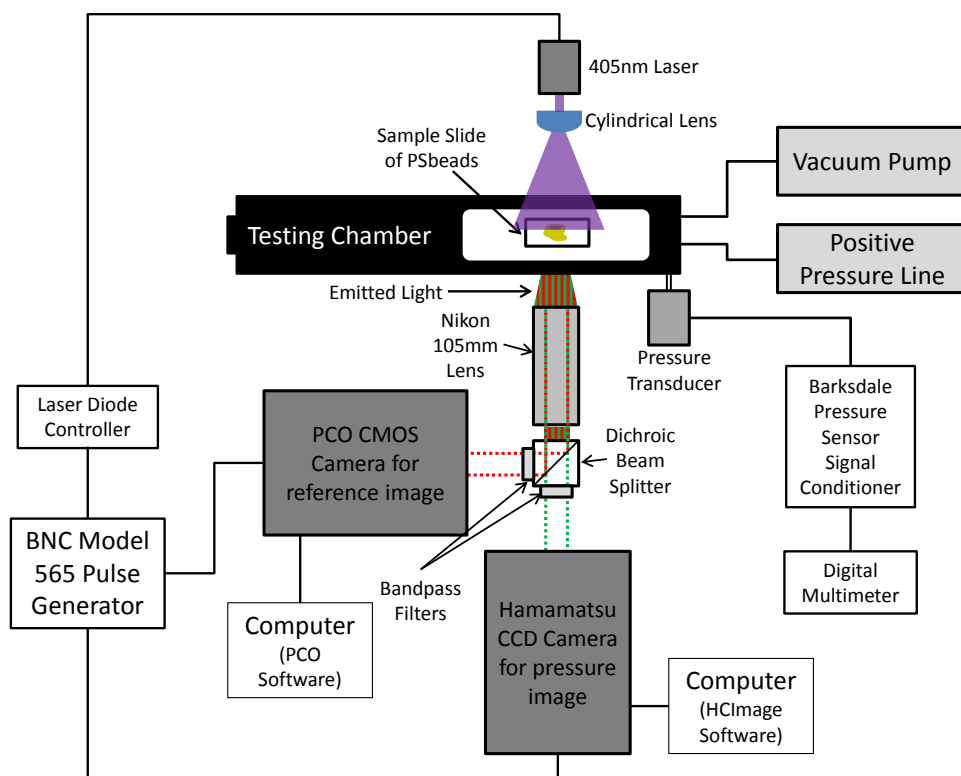 405nm Laser
Cylindrical Lens
Sample Slide
of PSbeads
Vacuum Pump
Testing Chamber
Positive
Pressure Line
Emitted Light
Nikon
105mm
Lens
Pressure
Transducer
Laser Diode
Controller
PCO CMOS
Camera for
reference image
Dichroic
Beam
Splitter
Barksdale
Pressure
Sensor
Signal
Conditioner
BNC Model
565 Pulse
Generator
Bandpass
Filters
Digital
Multimeter
Computer
(PCO
Software)
Hamamatsu
CCD Camera
for pressure
image
Computer
(HCImage
Software)